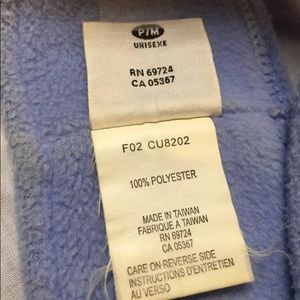 P/M
UNISEXE
RN 69724
CA 05367
F02 CU8202
100% POLYESTER
MADE IN TAIWAN
FABRIQUE A TAIWAN
RN 69724
CA 05367
CARE ON REVERSE SIDE
INSTRUCTIONS D'ENTRETIEN
AU VERSO